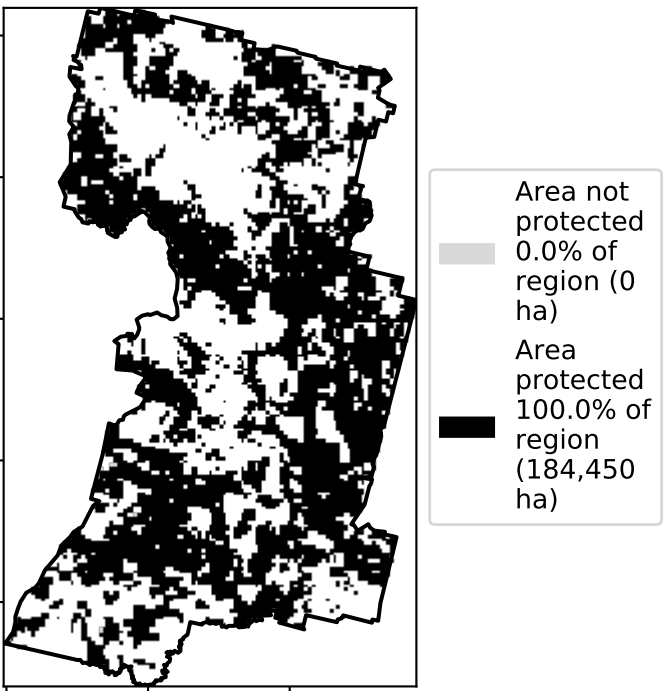 Area not
protected
0.0% of
region (0
ha)
Area
protected
100.0% of
region
(184,450
ha)